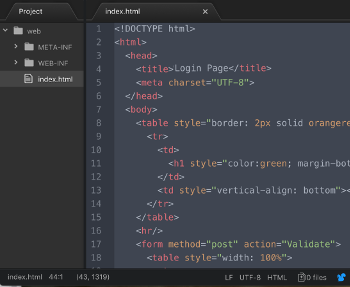 Project
index.html
web
META-INF
WEB-INF
index.html
1 <!DOCTYPE html>
2 <html>
3 <head>
4 <title>Login Page</title>
5 <meta charset="UTF-8">
6 </head>
7 <body>
8 <table style="border: 2px solid orangere
9 <tr>
10 <td>
11 <h1 style="color:green; margin-bot
12 </td>
13 <td style="vertical-align: bottom"><
14 </tr>
15 </table>
16 <hr/>
17 <form method="post" action="Validate">
18 <table style="width: 100%">
index.html 44:1 (43, 1319) LF UTF-8 HTML 0 files